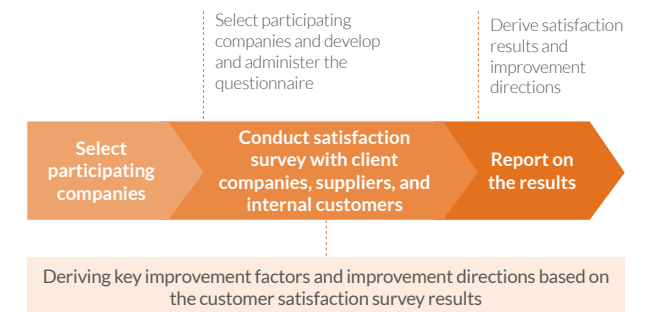 Select participating
companies and develop
and administer the
questionnaire
Derive satisfaction
results and
improvement
directions
Select
participating
companies
Conduct satisfaction
survey with client
companies, suppliers, and
internal customers
Report on
the results
Deriving key improvement factors and improvement directions based on
the customer satisfaction survey results